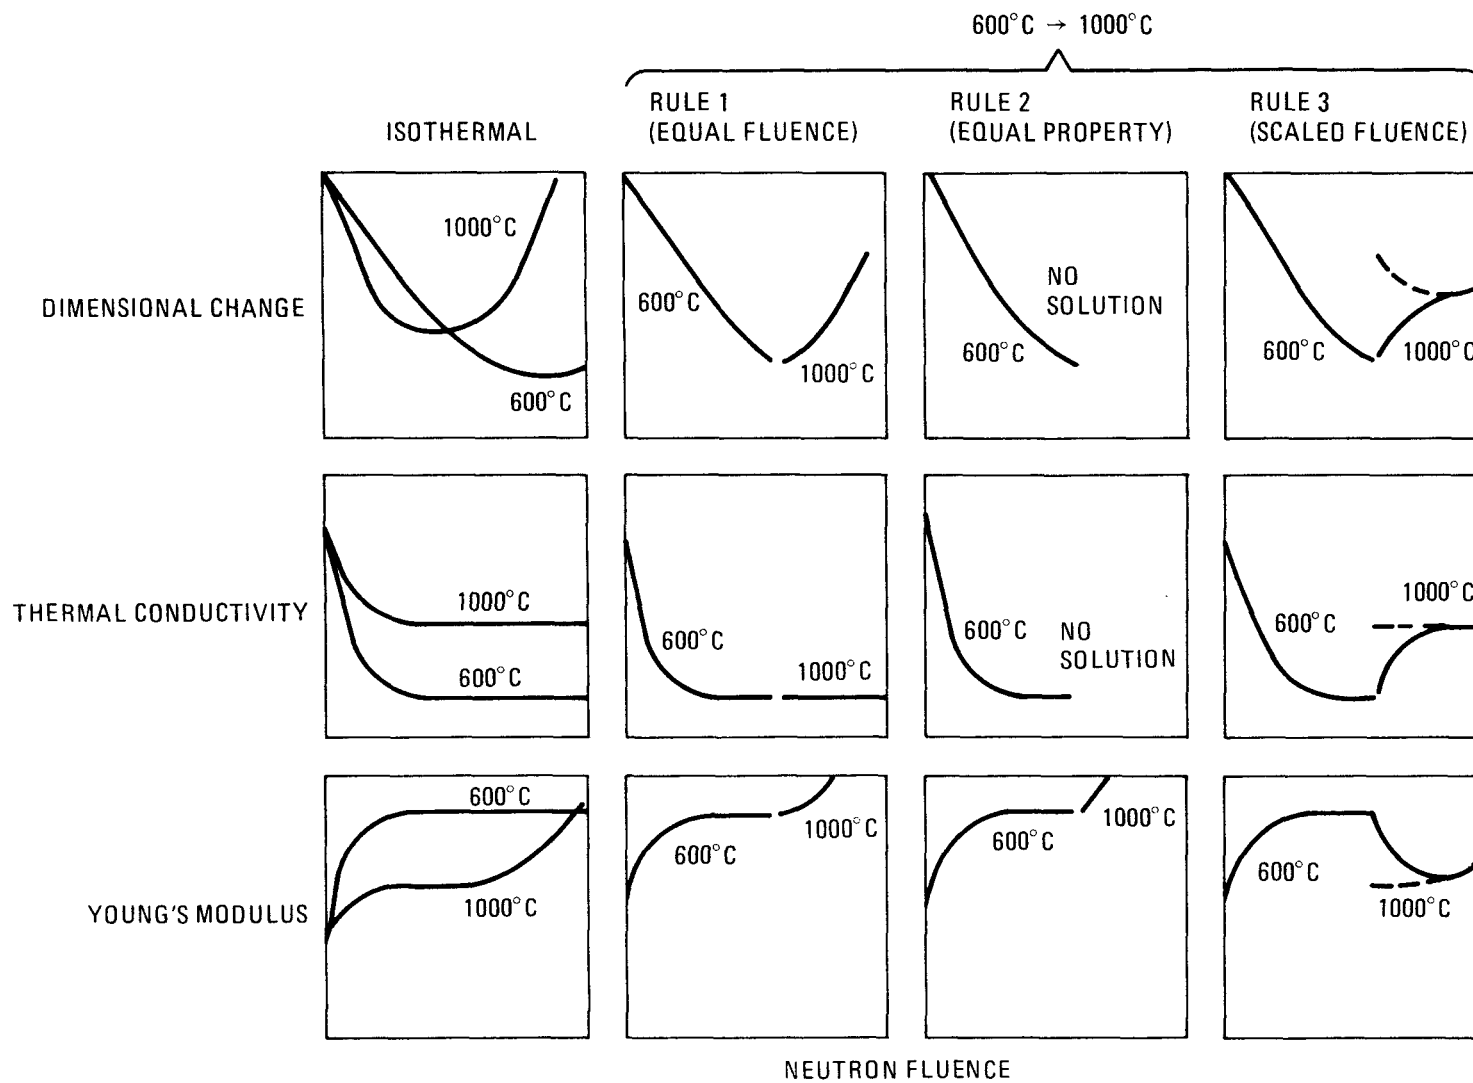 600°C → 1000°C
RULE 1
(EQUAL FLUENCE)
RULE 2
(EQUAL PROPERTY)
RULE 3
(SCALED FLUENCE)
ISOTHERMAL
DIMENSIONAL CHANGE
1000°C
600°C
600°C
1000°C
NO
SOLUTION
600°C
600°C
1000°C
THERMAL CONDUCTIVITY
1000°C
600°C
600°C
1000°C
600°C
NO
SOLUTION
1000°C
600°C
YOUNG'S MODULUS
600°C
1000°C
600°C
1000°C
600°C
1000°C
600°C
1000°C
NEUTRON FLUENCE